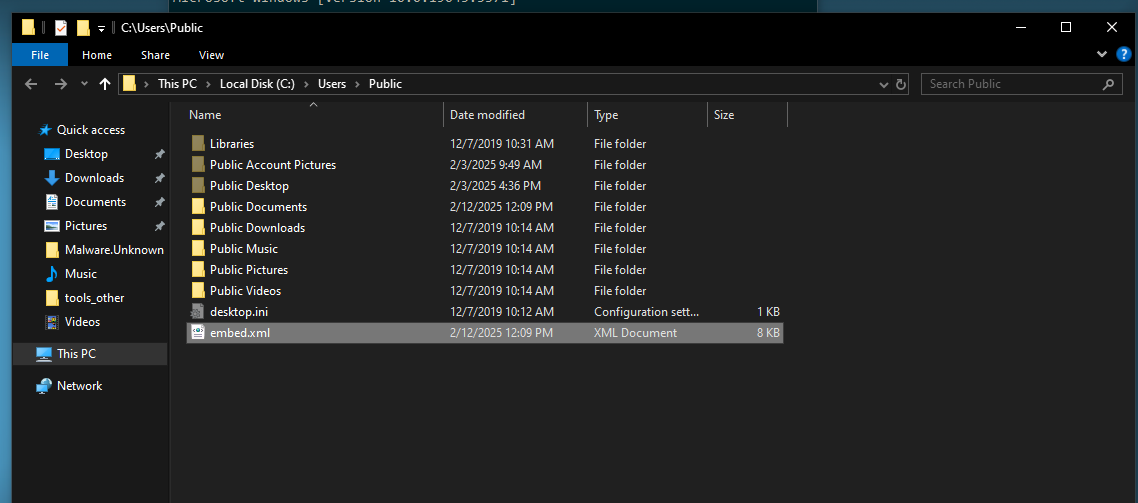 C:\Users\Public
File Home Share View
This PC Local Disk (C:) Users Public Search Public
Name Date modified Type Size
Quick access
Desktop
Downloads
Documents
Pictures
Malware.Unknown
Music
tools_other
Videos
This PC
Network
Libraries 12/7/2019 10:31 AM File folder
Public Account Pictures 2/3/2025 9:49 AM File folder
Public Desktop 2/3/2025 4:36 PM File folder
Public Documents 2/12/2025 12:09 PM File folder
Public Downloads 12/7/2019 10:14 AM File folder
Public Music 12/7/2019 10:14 AM File folder
Public Pictures 12/7/2019 10:14 AM File folder
Public Videos 12/7/2019 10:14 AM File folder
desktop.ini 12/7/2019 10:12 AM Configuration sett... 1 KB
embed.xml 2/12/2025 12:09 PM XML Document 8 KB